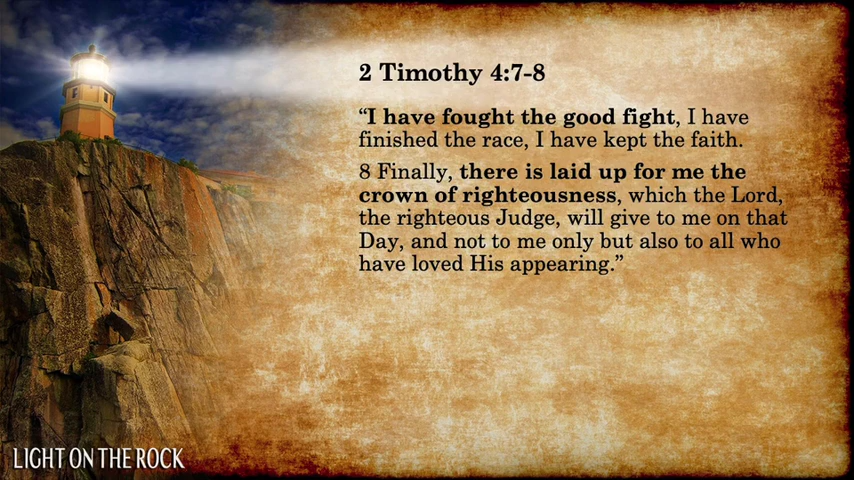 2 Timothy 4:7-8
“I have fought the good fight, I have
finished the race, I have kept the faith.
8 Finally, there is laid up for me the
crown of righteousness, which the Lord,
the righteous Judge, will give to me on that
Day, and not to me only but also to all who
have loved His appearing.”
LIGHT ON THE ROCK